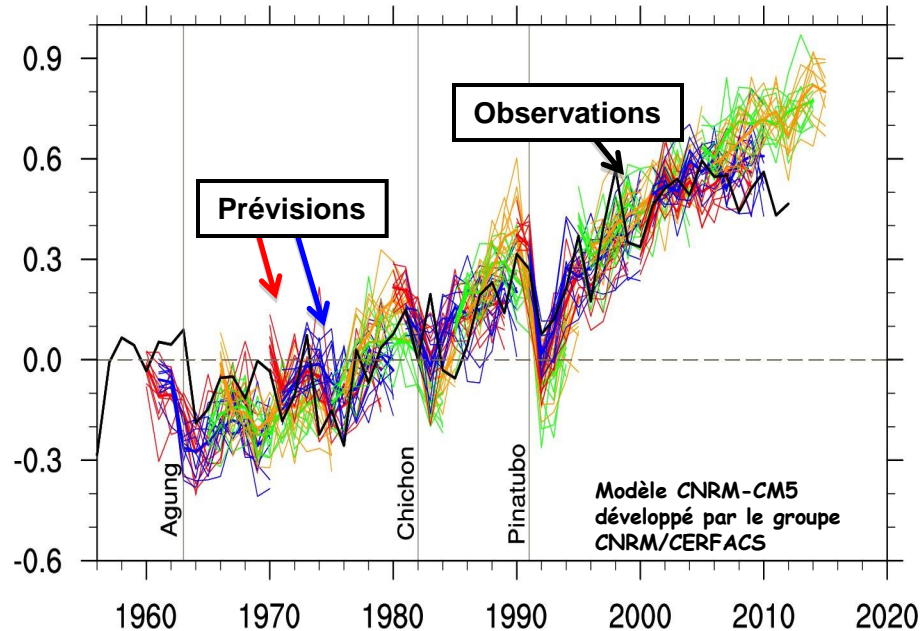 0.9
0.6
0.3
0.0
-0.3
-0.6
Observations
Prévisions
Agung
Chichon
Pinatubo
Modèle CNRM-CM5
développé par le groupe
CNRM/CERFACS
1960 1970 1980 1990 2000 2010 2020